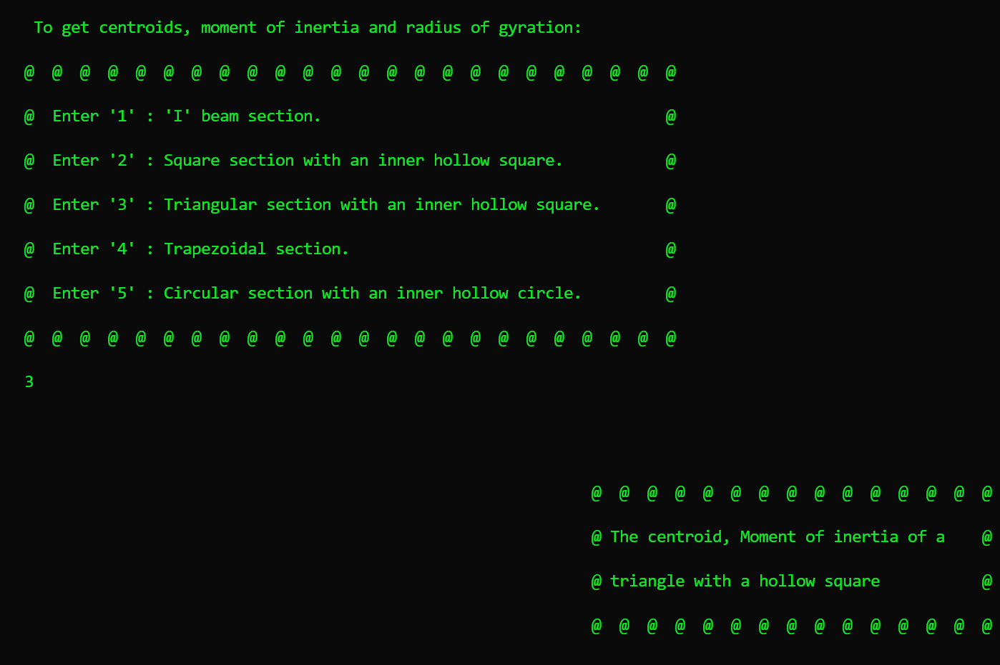 To get centroids, moment of inertia and radius of gyration:
@ @ @ @ @ @ @ @ @ @ @ @ @ @ @ @ @ @ @ @ @ @ @ @
@ Enter '1' : 'I' beam section. @
@ Enter '2' : Square section with an inner hollow square. @
@ Enter '3' : Triangular section with an inner hollow square. @
@ Enter '4' : Trapezoidal section. @
@ Enter '5' : Circular section with an inner hollow circle. @
@ @ @ @ @ @ @ @ @ @ @ @ @ @ @ @ @ @ @ @ @ @ @ @
3
@ @ @ @ @ @ @ @ @ @ @ @ @ @ @
@ The centroid, Moment of inertia of a @
@ triangle with a hollow square @
@ @ @ @ @ @ @ @ @ @ @ @ @ @ @